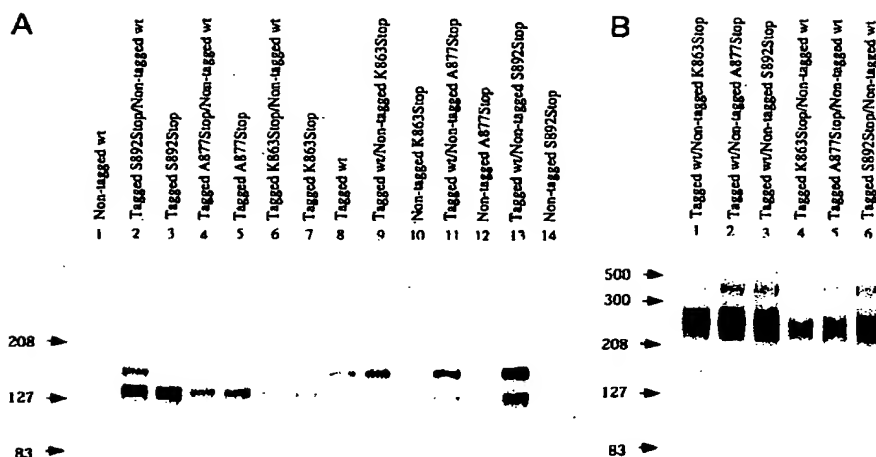 A
Non-tagged wt
Tagged S892Stop/Non-tagged wt
Tagged S892Stop
Tagged A877Stop/Non-tagged wt
Tagged A877Stop
Tagged K863Stop/Non-tagged wt
Tagged K863Stop
Tagged wt
Tagged wt/Non-tagged K863Stop
Non-tagged K863Stop
Tagged wt/Non-tagged A877Stop
Non-tagged A877Stop
Tagged wt/Non-tagged S892Stop
Non-tagged S892Stop
1 2 3 4 5 6 7 8 9 10 11 12 13 14
208
127
83
B
Tagged wt/Non-tagged K863Stop
Tagged wt/Non-tagged A877Stop
Tagged wt/Non-tagged S892Stop
Tagged K863Stop/Non-tagged wt
Tagged A877Stop/Non-tagged wt
Tagged S892Stop/Non-tagged wt
1 2 3 4 5 6
500
300
208
127
83